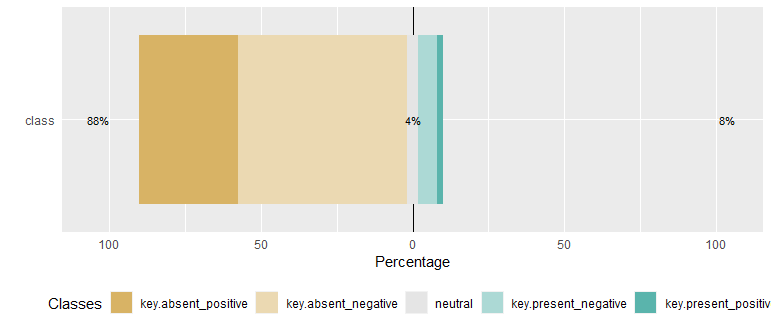 class
88%
4%
8%
100
50
0
50
100
Percentage
Classes
key.absent_positive
key.absent_negative
neutral
key.present_negative
key.present_positiv